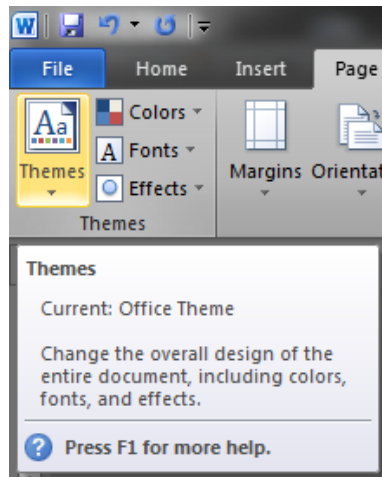 W
File Home Insert Page
Aa Colors
A Fonts
Themes Effects
Margins Orientat
Themes
Themes
Current: Office Theme
Change the overall design of the
entire document, including colors,
fonts, and effects.
? Press F1 for more help.